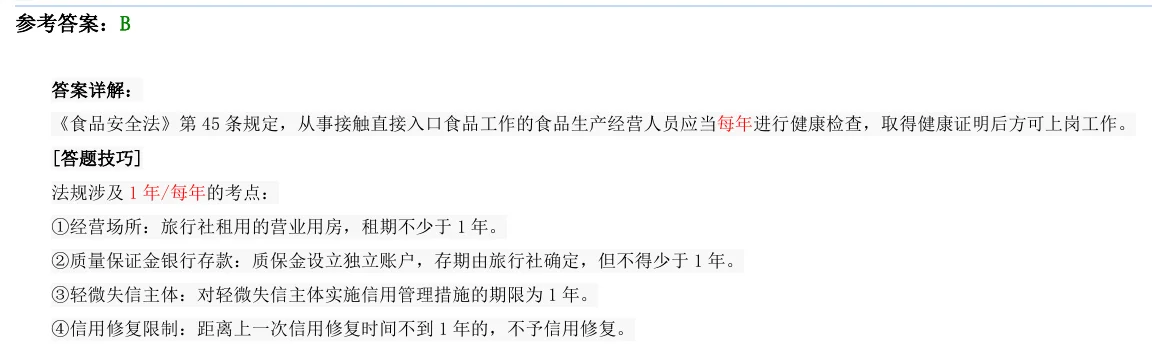 参考答案：B
答案详解：
《食品安全法》第 45 条规定，从事接触直接入口食品工作的食品生产经营人员应当每年进行健康检查，取得健康证明后方可上岗工作。
[答题技巧]
法规涉及 1 年/每年的考点：
①经营场所：旅行社租用的营业用房，租期不少于 1 年。
②质量保证金银行存款：质保金设立独立账户，存期由旅行社确定，但不得少于 1 年。
③轻微失信主体：对轻微失信主体实施信用管理措施的期限为 1 年。
④信用修复限制：距离上一次信用修复时间不到 1 年的，不予信用修复。